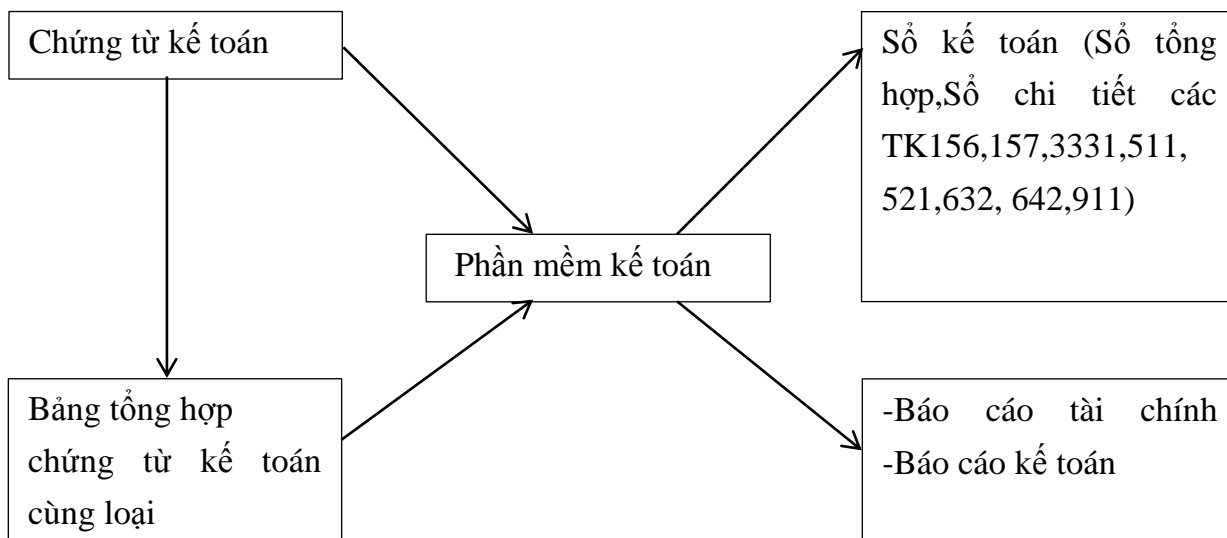 Chứng từ kế toán
Sổ kế toán (Sổ tổng
hợp,Sổ chi tiết các
TK156,157,3331,511,
521,632, 642,911)
Phần mềm kế toán
Bảng tổng hợp
chứng từ kế toán
cùng loại
-Báo cáo tài chính
-Báo cáo kế toán